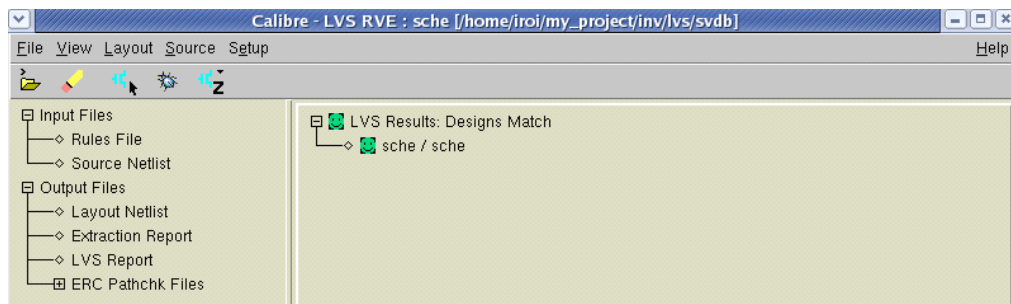 Calibre - LVS RVE : sche [/home/iroi/my_project/inv/lvs/svdb]
File View Layout Source Setup Help
Input Files
Rules File
Source Netlist
Output Files
Layout Netlist
Extraction Report
LVS Report
ERC Pathchk Files
LVS Results: Designs Match
sche / sche